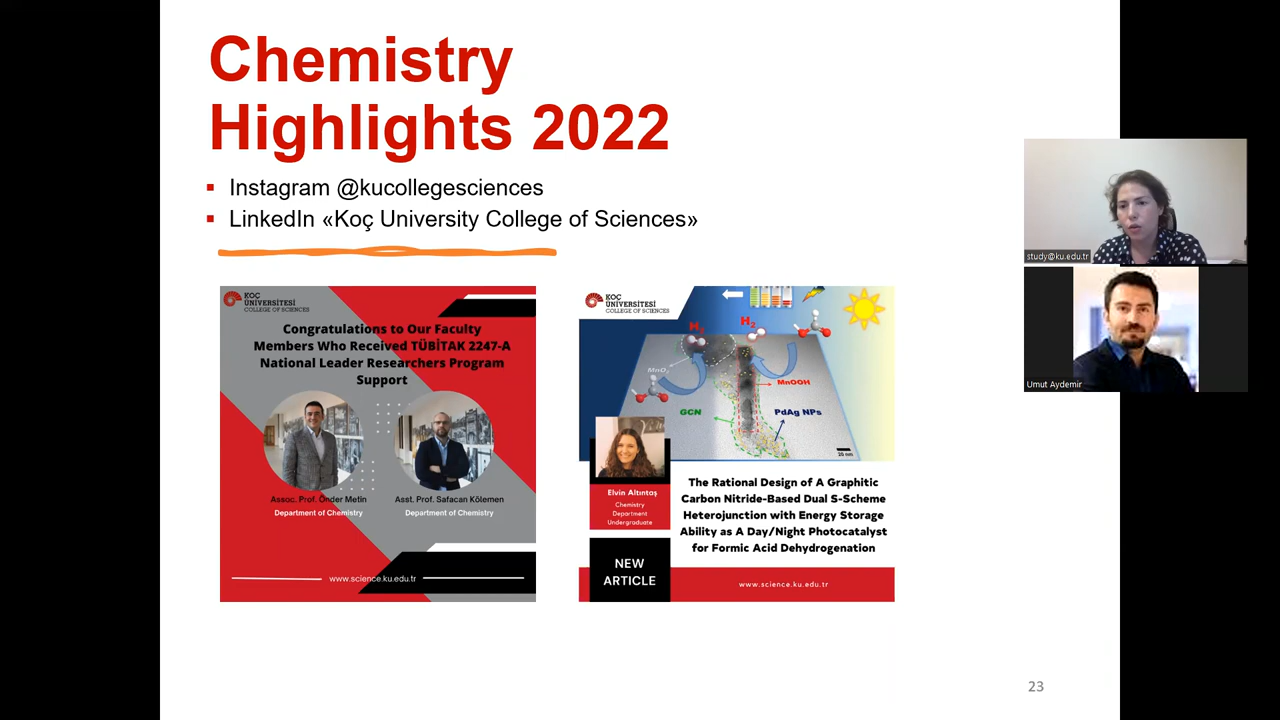 Chemistry
Highlights 2022
Instagram @kucollegesciences
LinkedIn «Koç University College of Sciences»
KOÇ
ÜNİVERSİTESİ
COLLEGE OF SCIENCES
Congratulations to Our Faculty
Members Who Received TÜBİTAK 2247-A
National Leader Researchers Program
Support
Assoc. Prof. Önder Metin
Department of Chemistry
Asst. Prof. Safacan Kölemen
Department of Chemistry
www.science.ku.edu.tr
KOÇ
ÜNİVERSİTESİ
COLLEGE OF SCIENCES
H2
H2
MnO2
MnOOH
GCN
PdAg NPs
20 nm
Elvin Altıntaş
Chemistry
Department
Undergraduate
NEW
ARTICLE
The Rational Design of A Graphitic
Carbon Nitride-Based Dual S-Scheme
Heterojunction with Energy Storage
Ability as A Day/Night Photocatalyst
for Formic Acid Dehydrogenation
www.science.ku.edu.tr
study@ku.edu.tr
Umut Aydemir
23